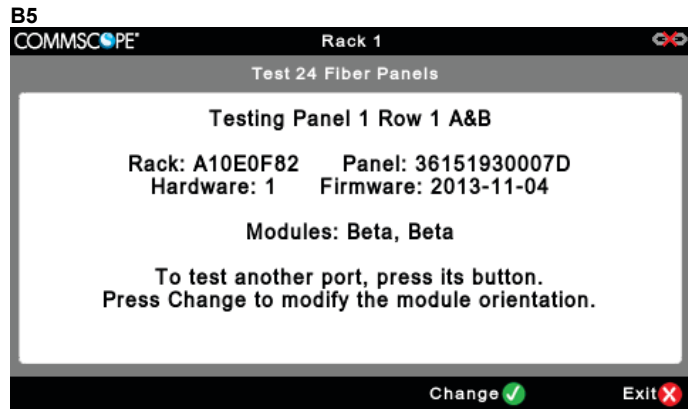 B5
COMMSCOPE® Rack 1
Test 24 Fiber Panels
Testing Panel 1 Row 1 A&B
Rack: A10E0F82 Panel: 36151930007D
Hardware: 1 Firmware: 2013-11-04
Modules: Beta, Beta
To test another port, press its button.
Press Change to modify the module orientation.
Change Exit